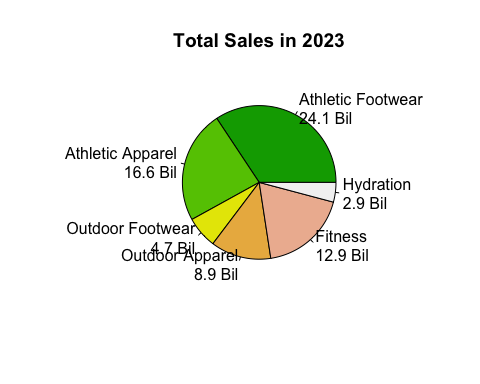 Total Sales in 2023
Athletic Footwear
24.1 Bil
Athletic Apparel
16.6 Bil
Outdoor Footwear
4.7 Bil
Outdoor Apparel
8.9 Bil
Fitness
12.9 Bil
Hydration
2.9 Bil